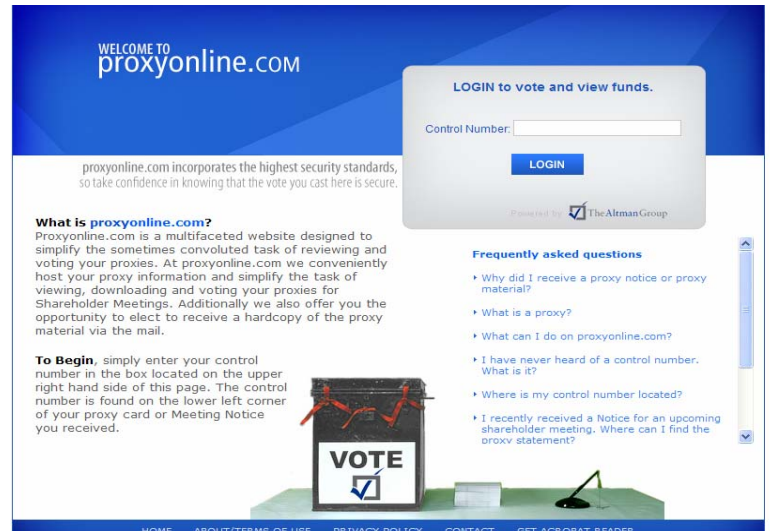 WELCOME TO
proxyonline.COM
LOGIN to vote and view funds.
Control Number:
LOGIN
Powered by TheAltmanGroup
proxyonline.com incorporates the highest security standards,
so take confidence in knowing that the vote you cast here is secure.
What is proxyonline.com?
Proxyonline.com is a multifaceted website designed to
simplify the sometimes convoluted task of reviewing and
voting your proxies. At proxyonline.com we conveniently
host your proxy information and simplify the task of
viewing, downloading and voting your proxies for
Shareholder Meetings. Additionally we also offer you the
opportunity to elect to receive a hardcopy of the proxy
material via the mail.
To Begin, simply enter your control
number in the box located on the upper
right hand side of this page. The control
number is found on the lower left corner
of your proxy card or Meeting Notice
you received.
Frequently asked questions
Why did I receive a proxy notice or proxy
material?
What is a proxy?
What can I do on proxyonline.com?
I have never heard of a control number.
What is it?
Where is my control number located?
I recently received a Notice for an upcoming
shareholder meeting. Where can I find the
proxy statement?
VOTE
HOME ABOUT/TERMS OF USE PRIVACY POLICY CONTACT GET ACROBAT READER